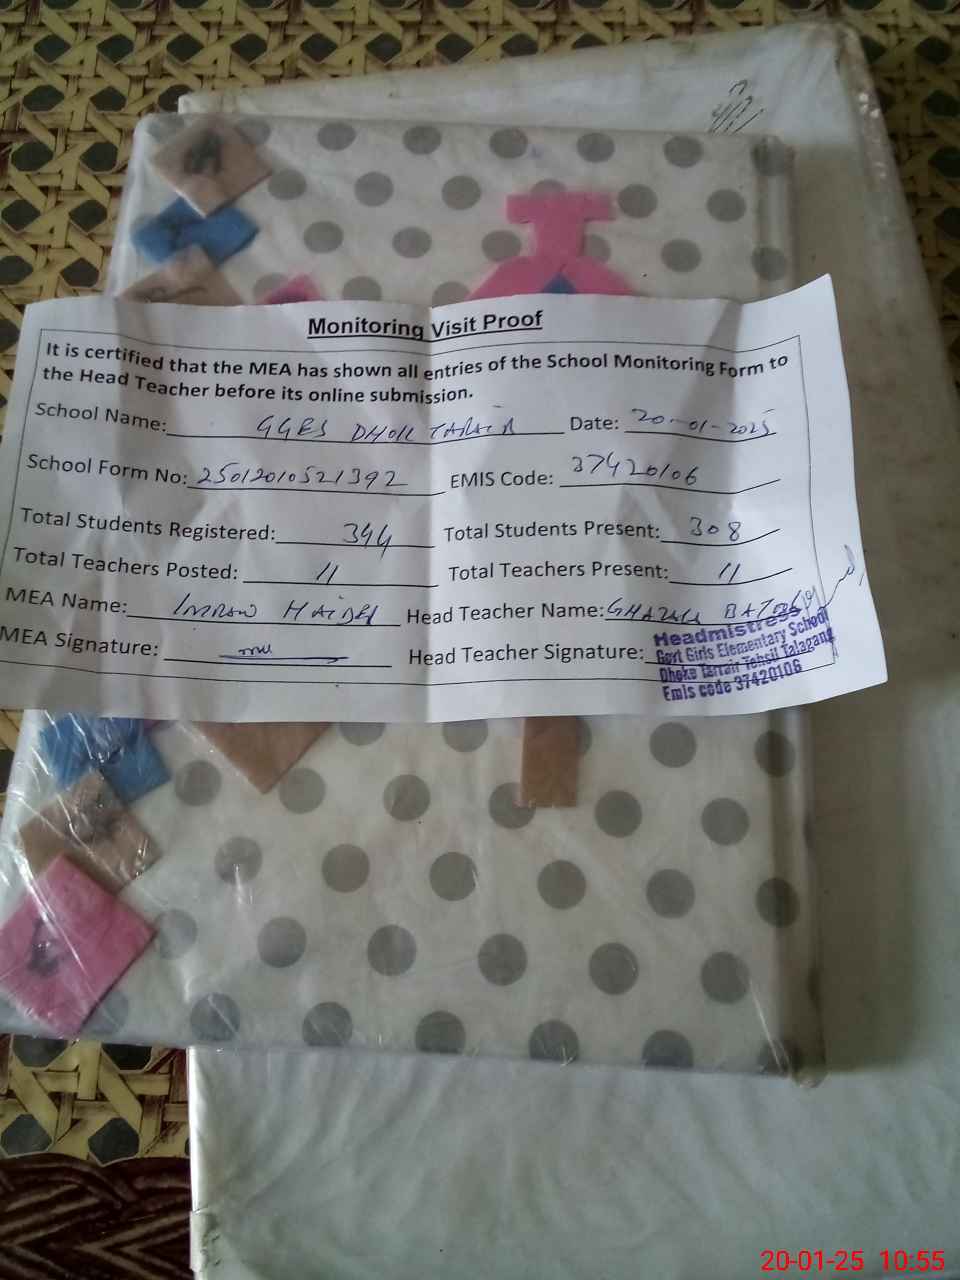 Monitoring Visit Proof
It is certified that the MEA has shown all entries of the School Monitoring Form to
the Head Teacher before its online submission.
School Name: GGES DHOK TARAIR Date: 20-01-2025
School Form No: 25012010521392 EMIS Code: 37420106
Total Students Registered: 344 Total Students Present: 308
Total Teachers Posted: 11 Total Teachers Present: 11
MEA Name: IMRAN HAIDER Head Teacher Name: GHAZALA
MEA Signature: Head Teacher Signature:
Headmistress
Govt Girls Elementary School
Dhoke Tarrair Tehsil Talagang
Emis code 37420106
20-01-25 10:55